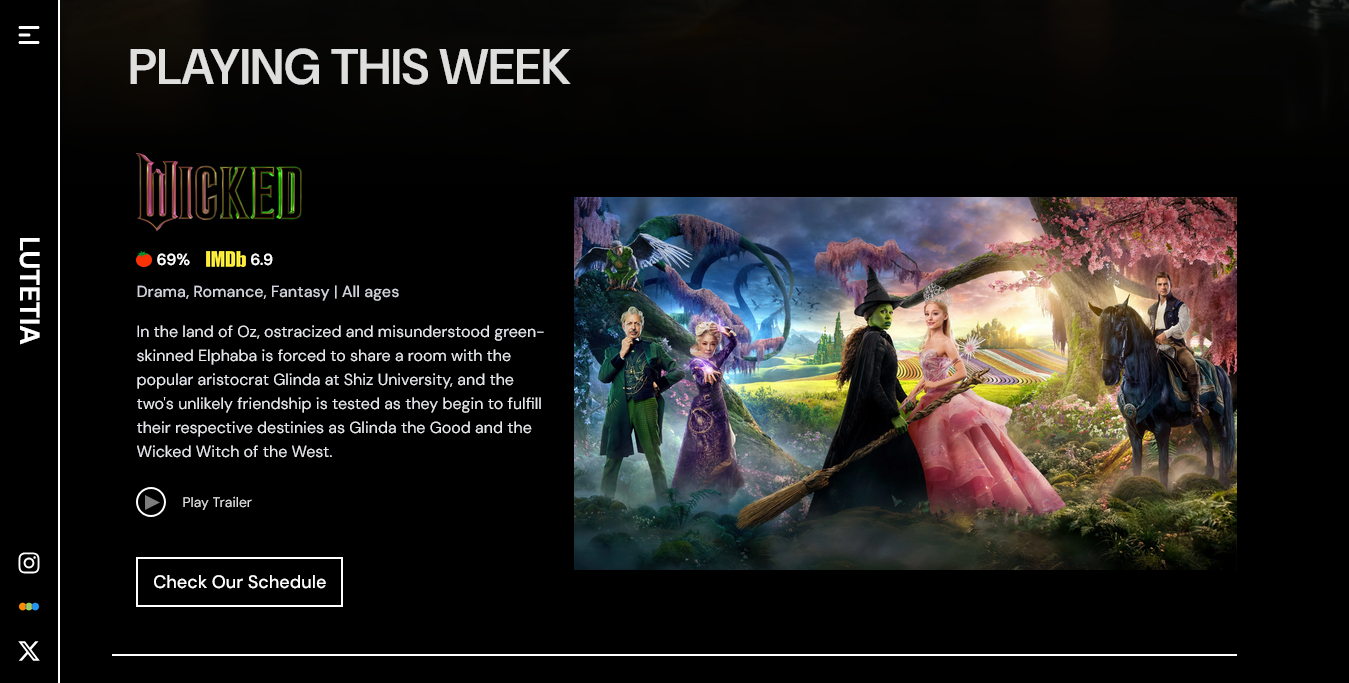 PLAYING THIS WEEK
LUTETIA
WICKED
69% IMDb 6.9
Drama, Romance, Fantasy | All ages
In the land of Oz, ostracized and misunderstood green-
skinned Elphaba is forced to share a room with the
popular aristocrat Glinda at Shiz University, and the
two's unlikely friendship is tested as they begin to fulfill
their respective destinies as Glinda the Good and the
Wicked Witch of the West.
Play Trailer
Check Our Schedule